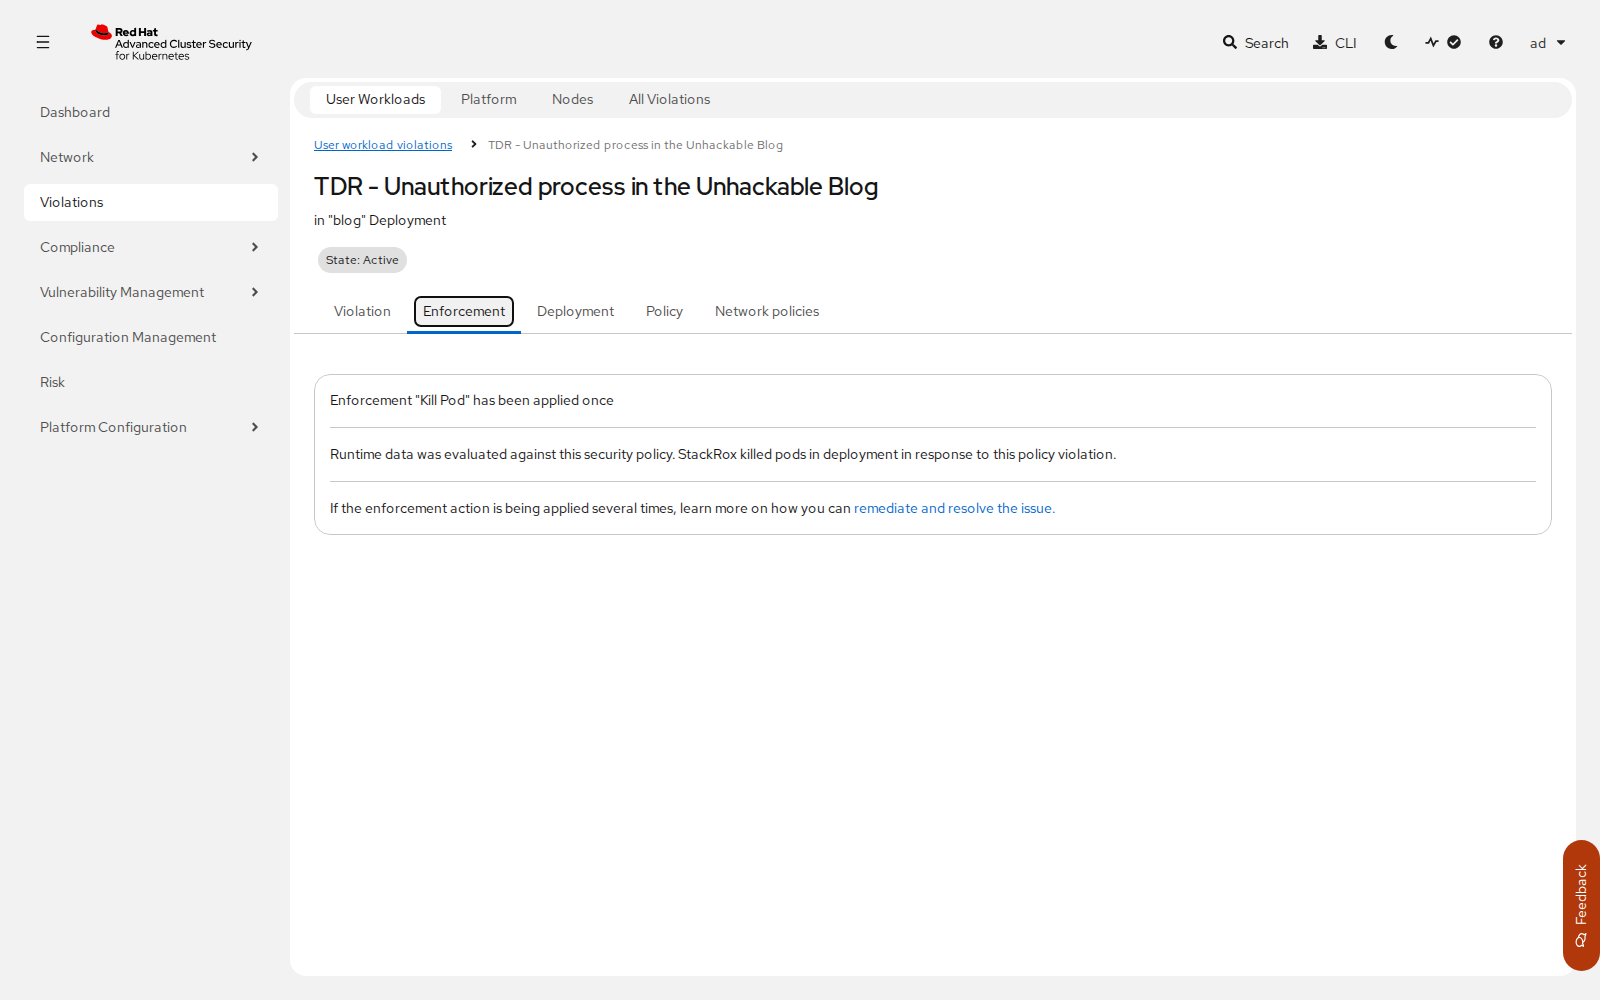 Red Hat
Advanced Cluster Security
for Kubernetes
Search
CLI
ad
Dashboard
Network
Violations
Compliance
Vulnerability Management
Configuration Management
Risk
Platform Configuration
User Workloads
Platform
Nodes
All Violations
User workload violations
TDR - Unauthorized process in the Unhackable Blog
TDR - Unauthorized process in the Unhackable Blog
in "blog" Deployment
State: Active
Violation
Enforcement
Deployment
Policy
Network policies
Enforcement "Kill Pod" has been applied once
Runtime data was evaluated against this security policy. StackRox killed pods in deployment in response to this policy violation.
If the enforcement action is being applied several times, learn more on how you can remediate and resolve the issue.
Feedback